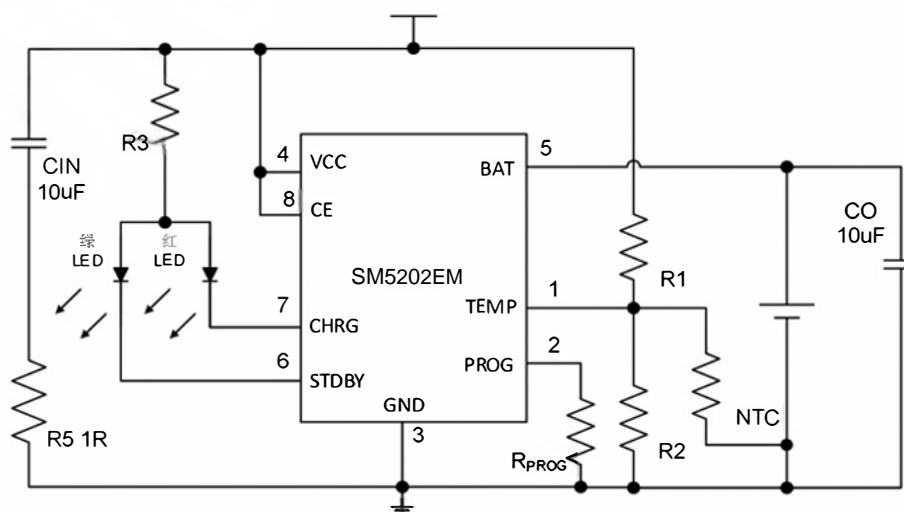 R3
CIN
10uF
4
VCC
8
CE
BAT
5
CO
10uF
绿
LED
红
LED
SM5202EM
R1
7
CHRG
TEMP
1
6
STDBY
PROG
2
GND
3
R5 1R
RPROG
R2
NTC